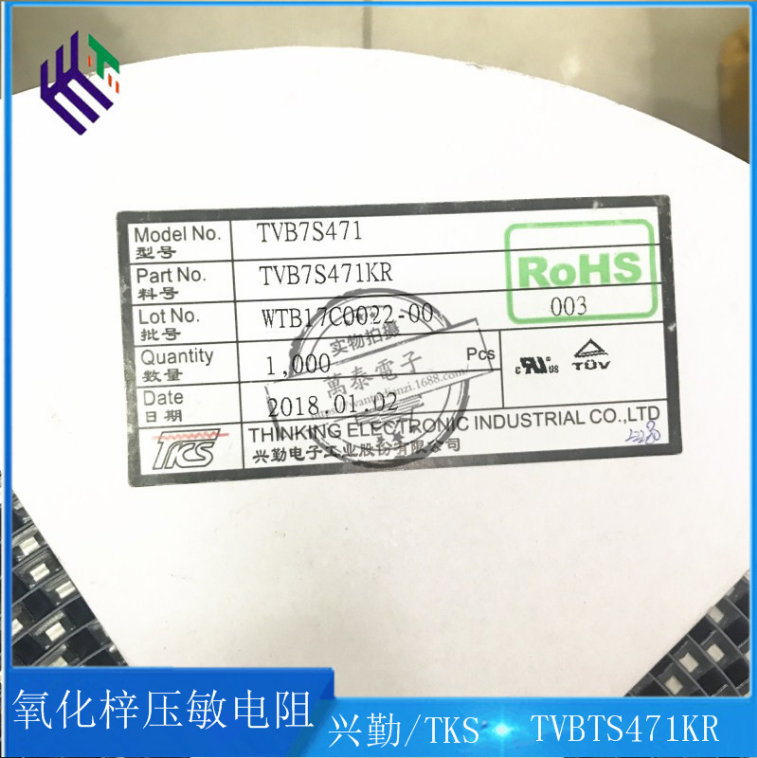 Model No.
型号
TVB7S471
Part No.
料号
TVB7S471KR
RoHS
003
Lot No.
批号
WTB17C0022-00
Quantity
数量
1,000
Pcs
c RU us
TÜV
Date
日期
2018.01.02
实物拍摄
萬泰電子
TKS
THINKING ELECTRONIC INDUSTRIAL CO.,LTD
兴勤电子工业股份有限公司
氧化梓压敏电阻
兴勤/TKS
TVBTS471KR